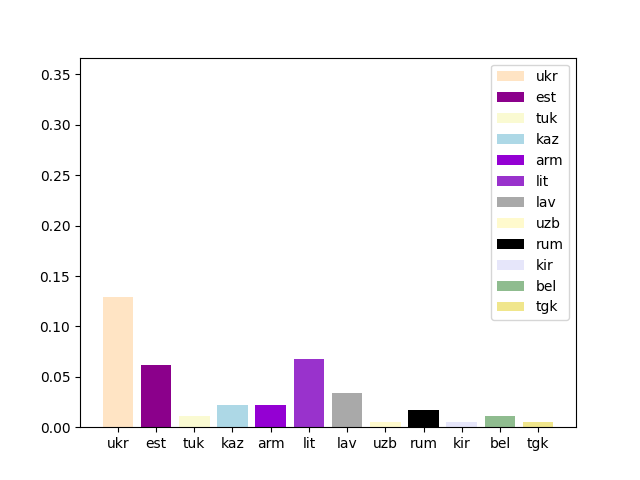 0.35
0.30
0.25
0.20
0.15
0.10
0.05
0.00
ukr est tuk kaz arm lit lav uzb rum kir bel tgk
ukr
est
tuk
kaz
arm
lit
lav
uzb
rum
kir
bel
tgk